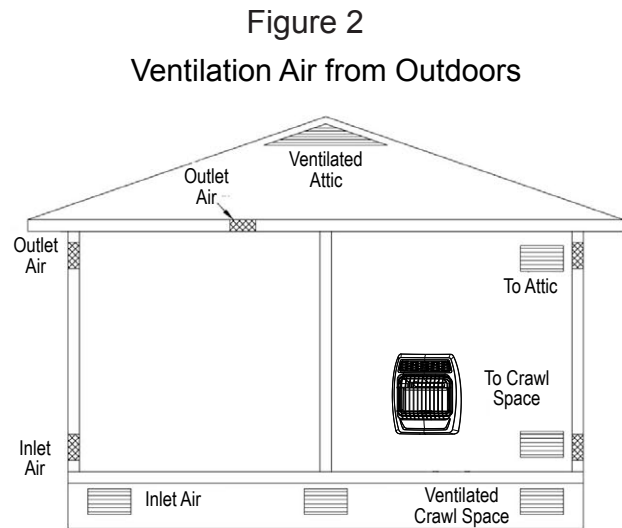 Figure 2
Ventilation Air from Outdoors
Ventilated
Attic
Outlet
Air
Outlet
Air
To Attic
To Crawl
Space
Inlet
Air
Inlet Air
Ventilated
Crawl Space